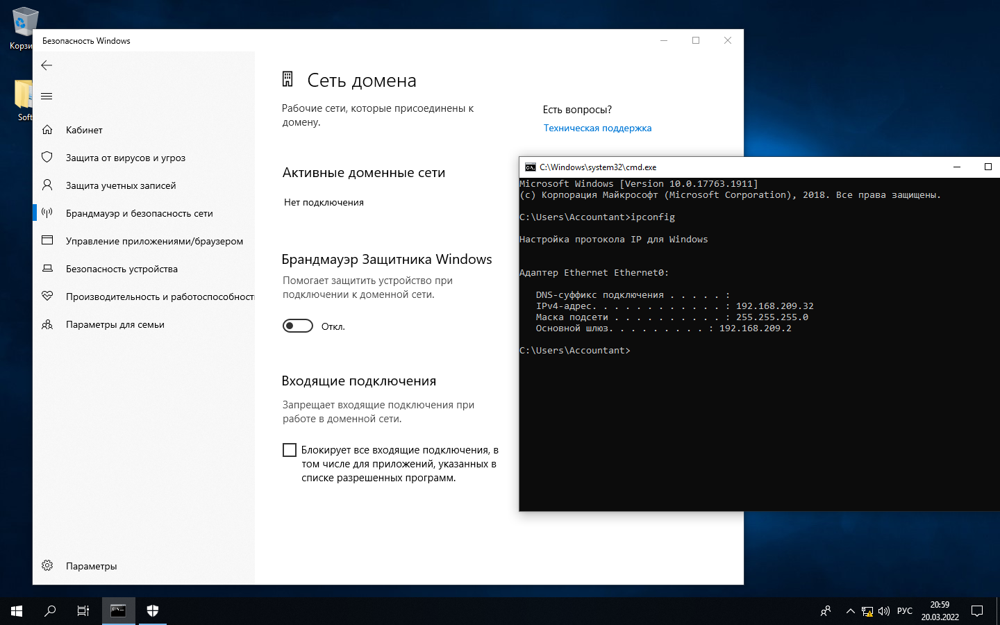 Корзи
Soft
Безопасность Windows
Кабинет
Защита от вирусов и угроз
Защита учетных записей
Брандмауэр и безопасность сети
Управление приложениями/браузером
Безопасность устройства
Производительность и работоспособност
Параметры для семьи
Параметры
Сеть домена
Рабочие сети, которые присоединены к
домену.
Активные доменные сети
Нет подключения
Брандмауэр Защитника Windows
Помогает защитить устройство при
подключении к доменной сети.
Откл.
Входящие подключения
Запрещает входящие подключения при
работе в доменной сети.
Блокирует все входящие подключения, в
том числе для приложений, указанных в
списке разрешенных программ.
Есть вопросы?
Техническая поддержка
C:\Windows\system32\cmd.exe
Microsoft Windows [Version 10.0.17763.1911]
(c) Корпорация Майкрософт (Microsoft Corporation), 2018. Все права защищены.
C:\Users\Accountant>ipconfig
Настройка протокола IP для Windows
Адаптер Ethernet Ethernet0:
DNS-суффикс подключения . . . . . :
IPv4-адрес. . . . . . . . . . . . : 192.168.209.32
Маска подсети . . . . . . . . . . : 255.255.255.0
Основной шлюз. . . . . . . . . : 192.168.209.2
C:\Users\Accountant>
РУС
20:59
20.03.2022